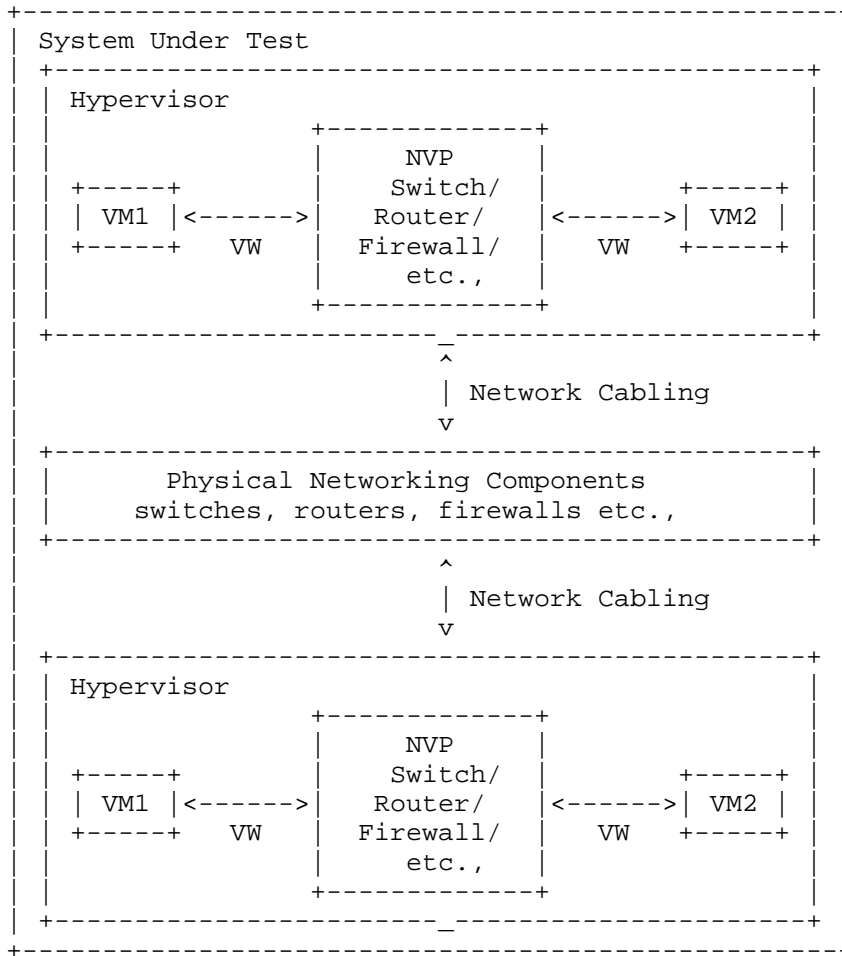 System Under Test
Hypervisor
NVP
Switch/
VM1 <------> Router/ <------> VM2
VW Firewall/ VW
etc.,
Network Cabling
Physical Networking Components
switches, routers, firewalls etc.,
Network Cabling
Hypervisor
NVP
Switch/
VM1 <------> Router/ <------> VM2
VW Firewall/ VW
etc.,